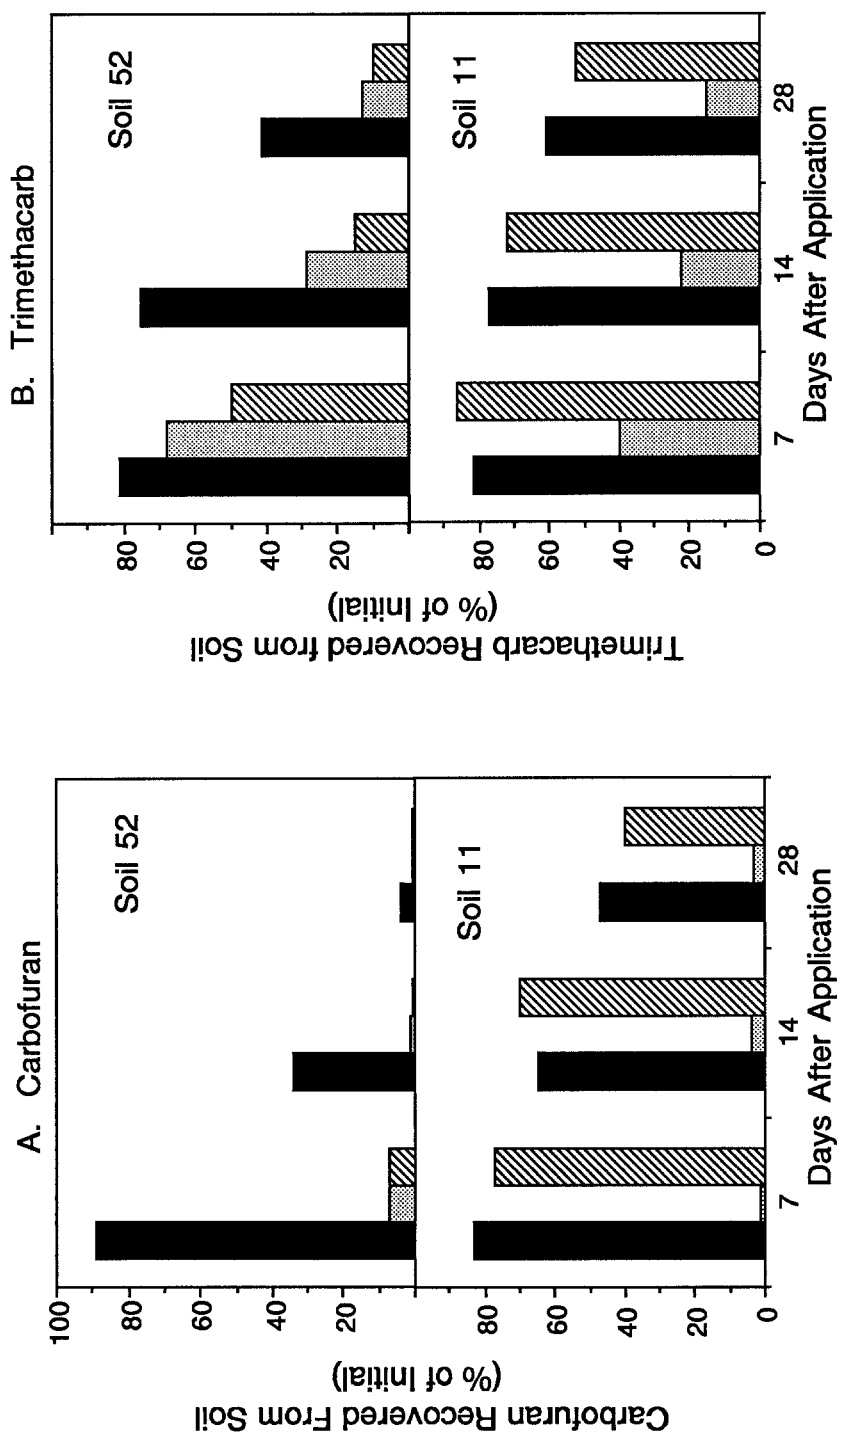 A. Carbofuran
Carbofuran Recovered From Soil
(% of Initial)
100
80
60
40
20
Soil 52
80
60
40
20
0
Soil 11
7
14
28
Days After Application
B. Trimethacarb
Trimethacarb Recovered from Soil
(% of Initial)
80
60
40
20
Soil 52
80
60
40
20
0
Soil 11
7
14
28
Days After Application